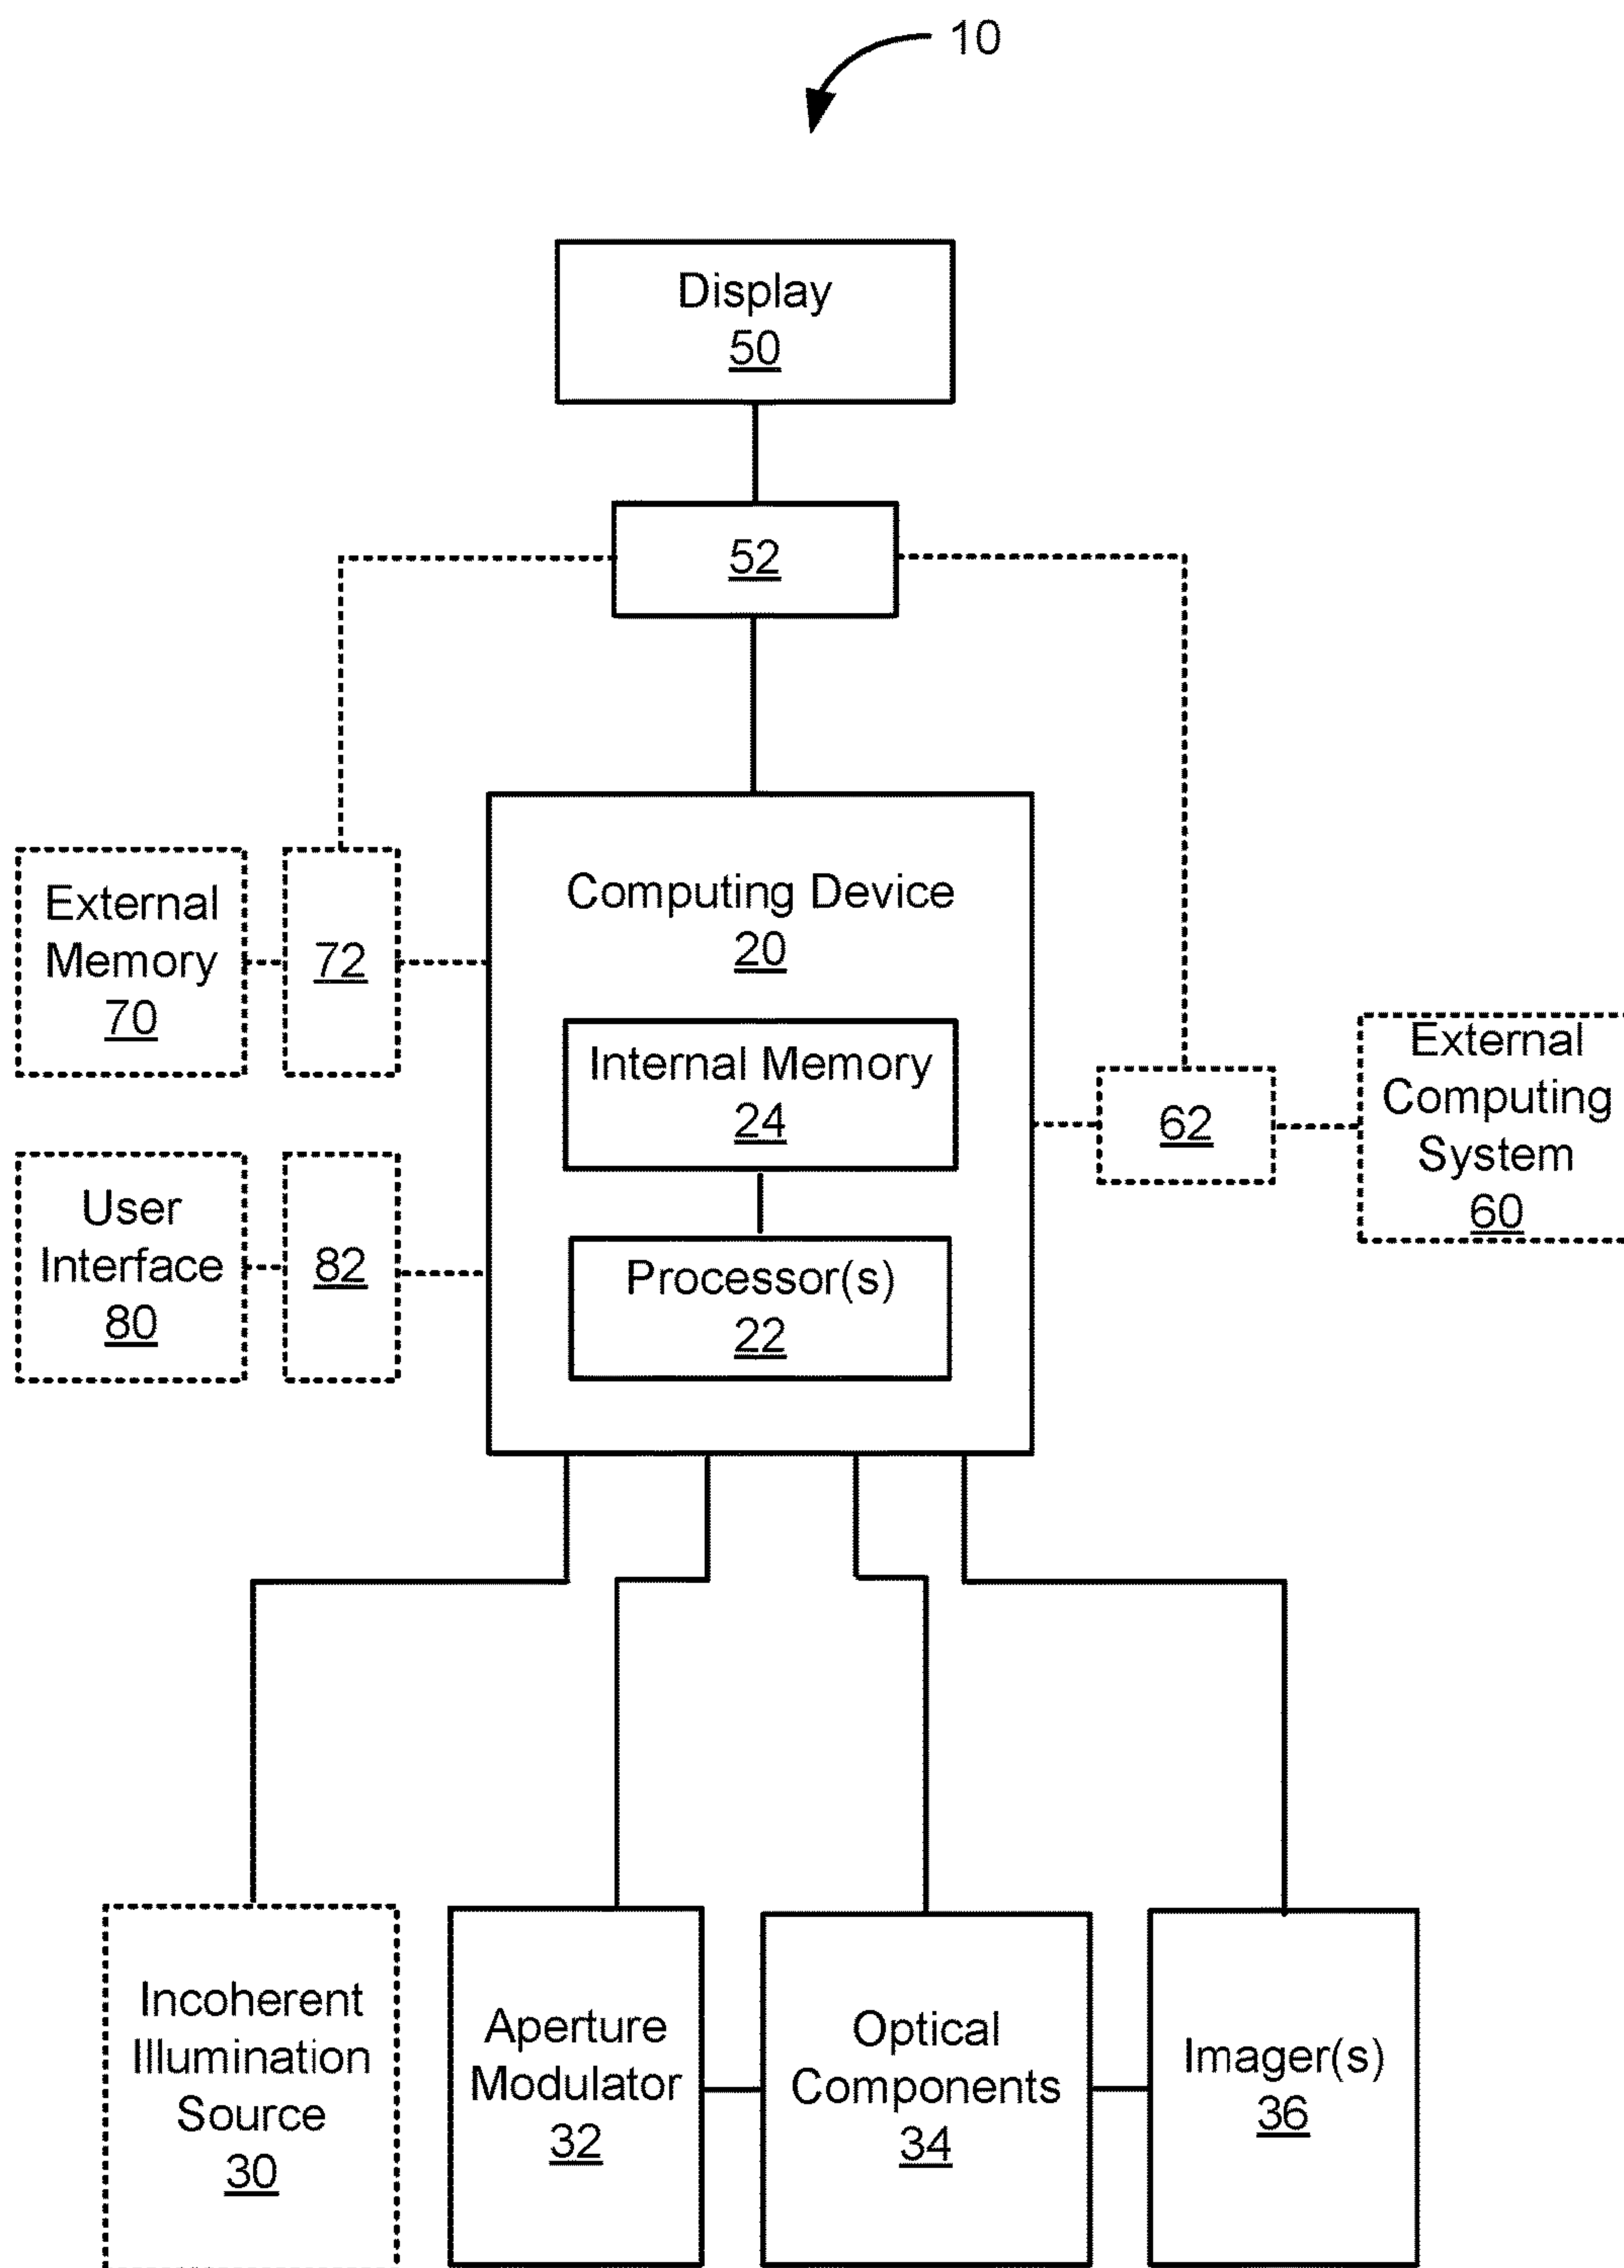 10
Display
50
52
External
Memory
70
72
Computing Device
20
Internal Memory
24
Processor(s)
22
62
External
Computing
System
60
User
Interface
80
82
Incoherent
Illumination
Source
30
Aperture
Modulator
32
Optical
Components
34
Imager(s)
36